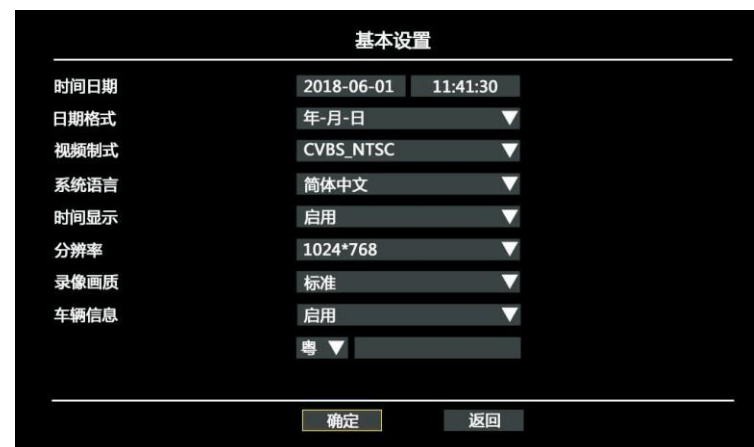 基本设置
时间日期 2018-06-01 11:41:30
日期格式 年-月-日
视频制式 CVBS_NTSC
系统语言 简体中文
时间显示 启用
分辨率 1024*768
录像画质 标准
车辆信息 启用
粤
确定 返回